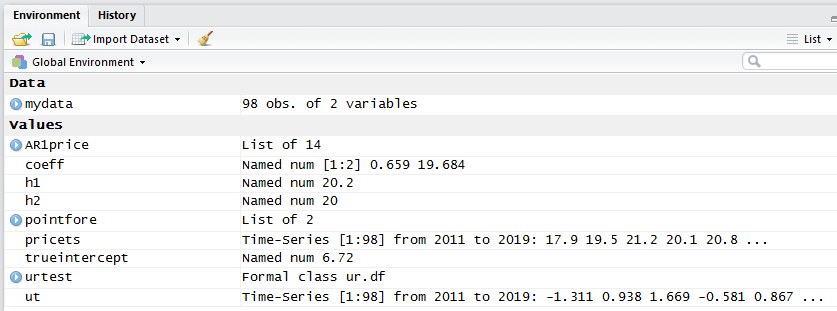 Environment History
Import Dataset List
Global Environment
Data
mydata 98 obs. of 2 variables
Values
AR1price List of 14
coeff Named num [1:2] 0.659 19.684
h1 Named num 20.2
h2 Named num 20
pointfore List of 2
pricets Time-Series [1:98] from 2011 to 2019: 17.9 19.5 21.2 20.1 20.8 ...
trueintercept Named num 6.72
urtest Formal class ur.df
ut Time-Series [1:98] from 2011 to 2019: -1.311 0.938 1.669 -0.581 0.867 ...